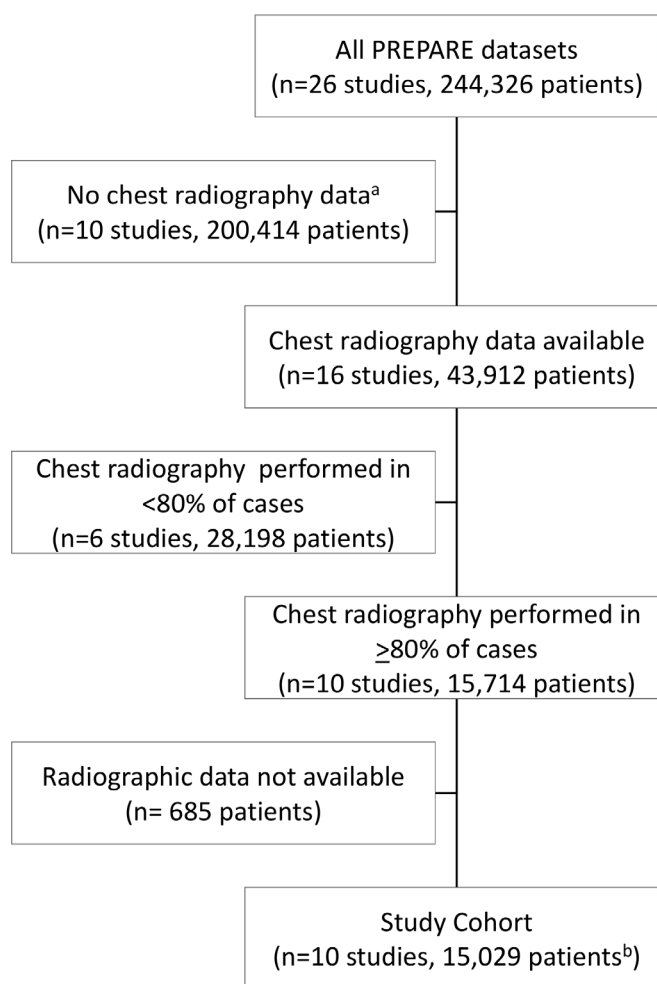 All PREPARE datasets
(n=26 studies, 244,326 patients)
No chest radiography dataᵃ
(n=10 studies, 200,414 patients)
Chest radiography data available
(n=16 studies, 43,912 patients)
Chest radiography performed in
<80% of cases
(n=6 studies, 28,198 patients)
Chest radiography performed in
≥80% of cases
(n=10 studies, 15,714 patients)
Radiographic data not available
(n= 685 patients)
Study Cohort
(n=10 studies, 15,029 patientsᵇ)